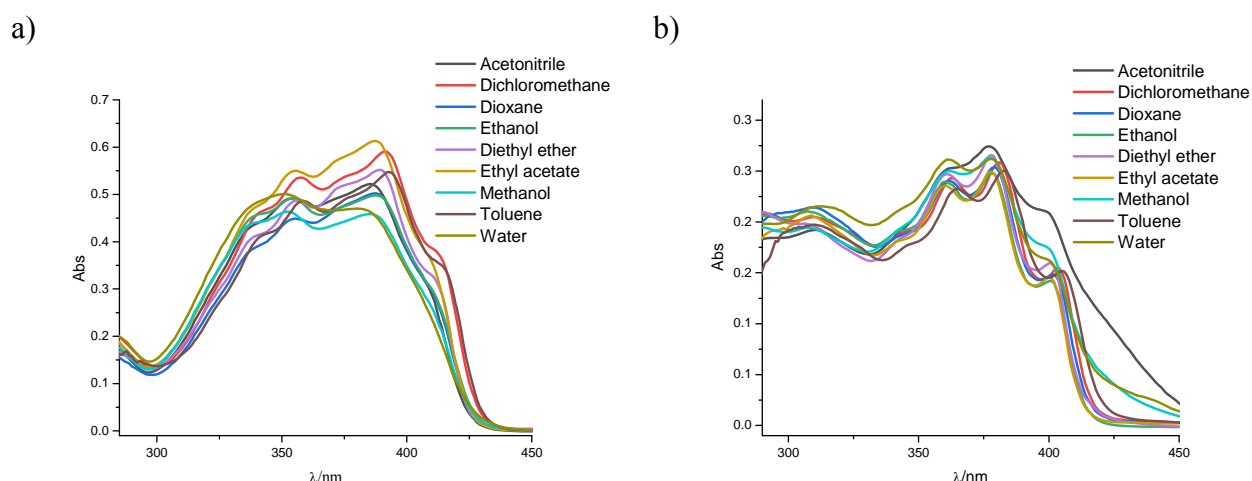 a)
Acetonitrile
Dichloromethane
Dioxane
Ethanol
Diethyl ether
Ethyl acetate
Methanol
Toluene
Water
0.7
0.6
0.5
0.4
0.3
0.2
0.1
0.0
Abs
300
350
400
450
λ/nm
b)
Acetonitrile
Dichloromethane
Dioxane
Ethanol
Diethyl ether
Ethyl acetate
Methanol
Toluene
Water
0.3
0.3
0.2
0.2
0.1
0.1
0.0
Abs
300
350
400
450
λ/nm